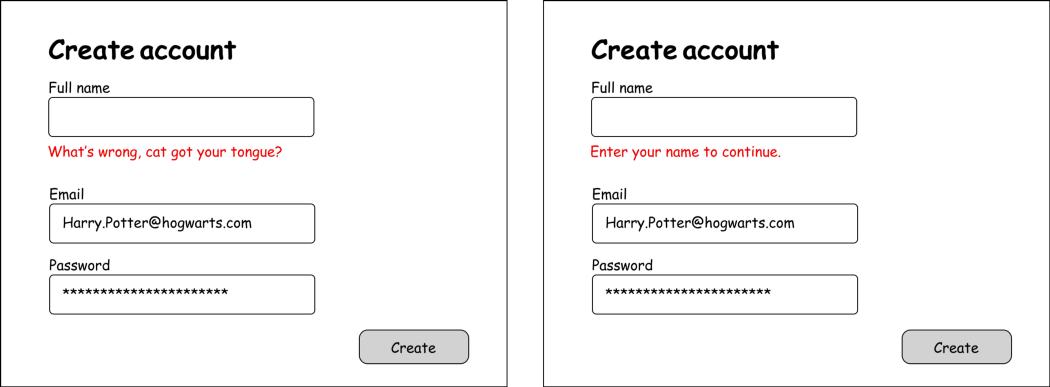 Create account
Full name
What's wrong, cat got your tongue?
Email
Harry.Potter@hogwarts.com
Password
**********************
Create
Create account
Full name
Enter your name to continue.
Email
Harry.Potter@hogwarts.com
Password
**********************
Create